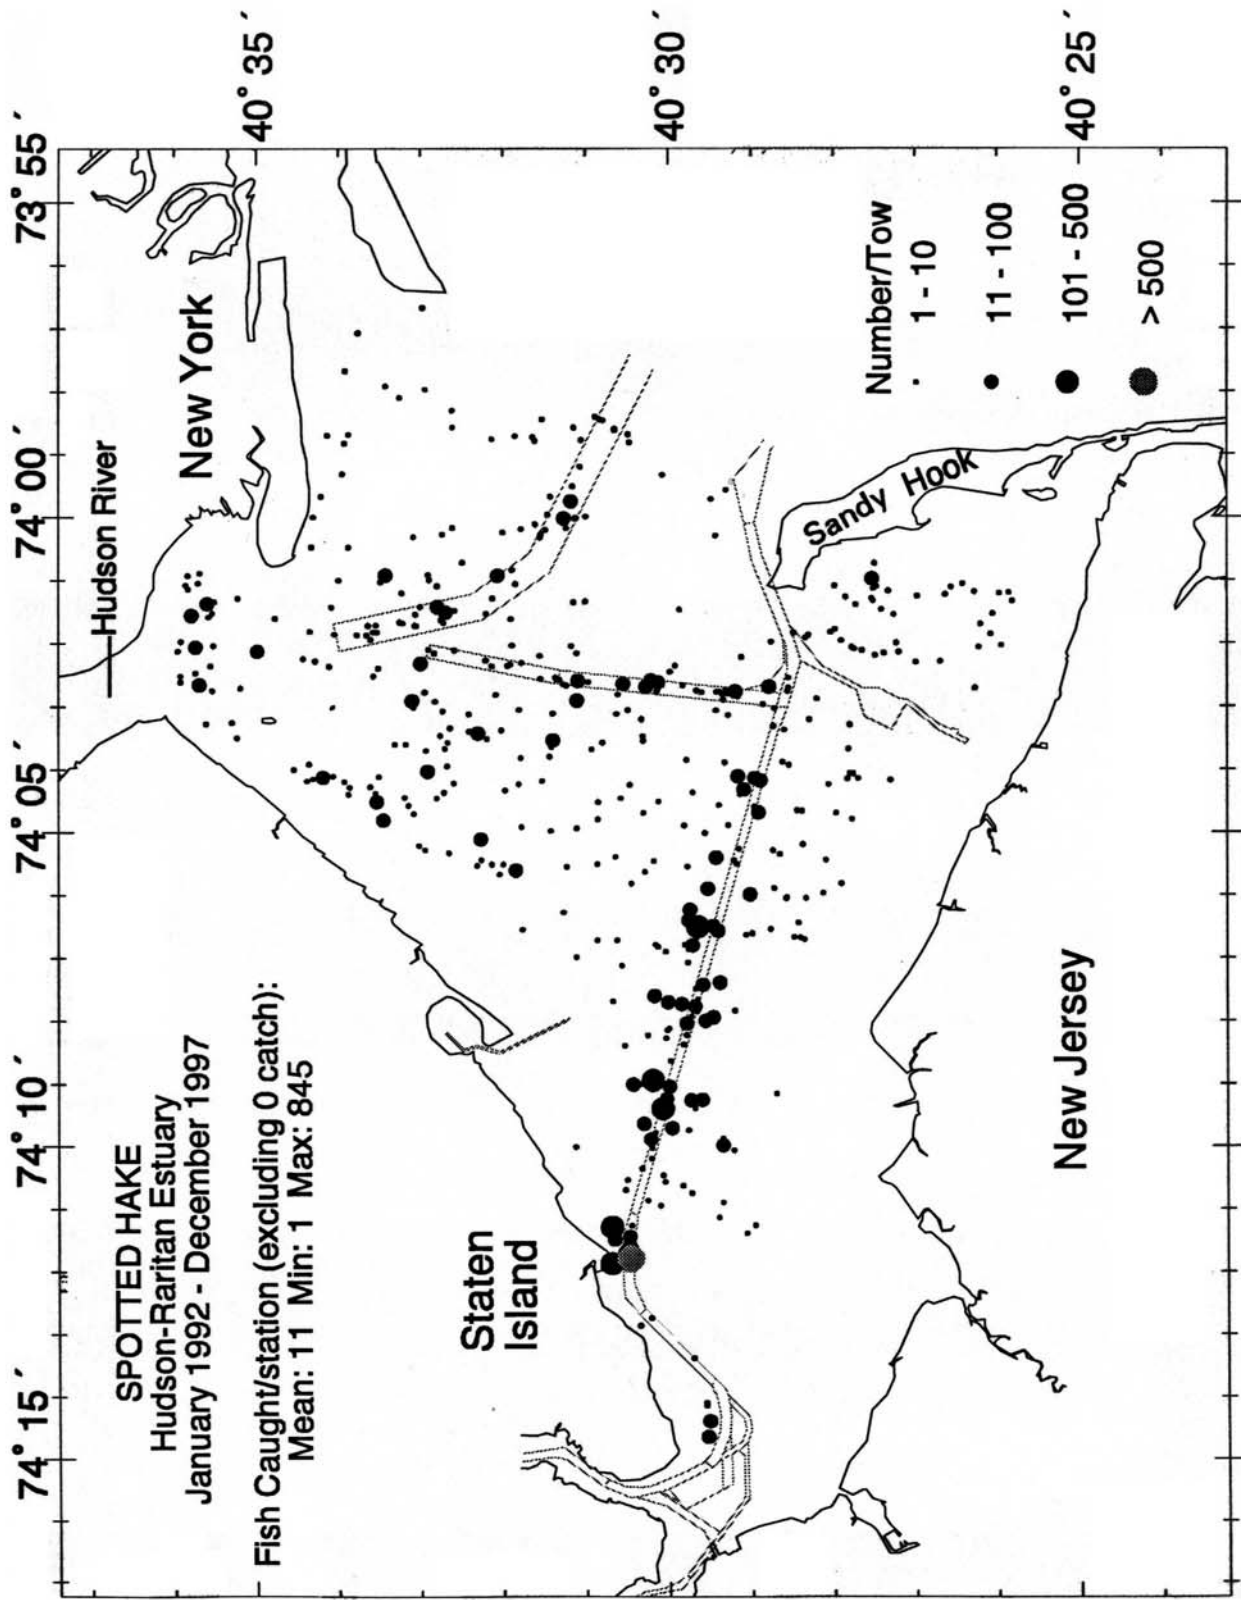 SPOTTED HAKE
Hudson-Raritan Estuary
January 1992 - December 1997
Fish Caught/station (excluding 0 catch):
Mean: 11 Min: 1 Max: 845
74° 15´
74° 10´
74° 05´
74° 00´
73° 55´
Hudson River
New York
40° 35´
Staten
Island
40° 30´
Sandy Hook
New Jersey
Number/Tow
1 - 10
11 - 100
101 - 500
> 500
40° 25´